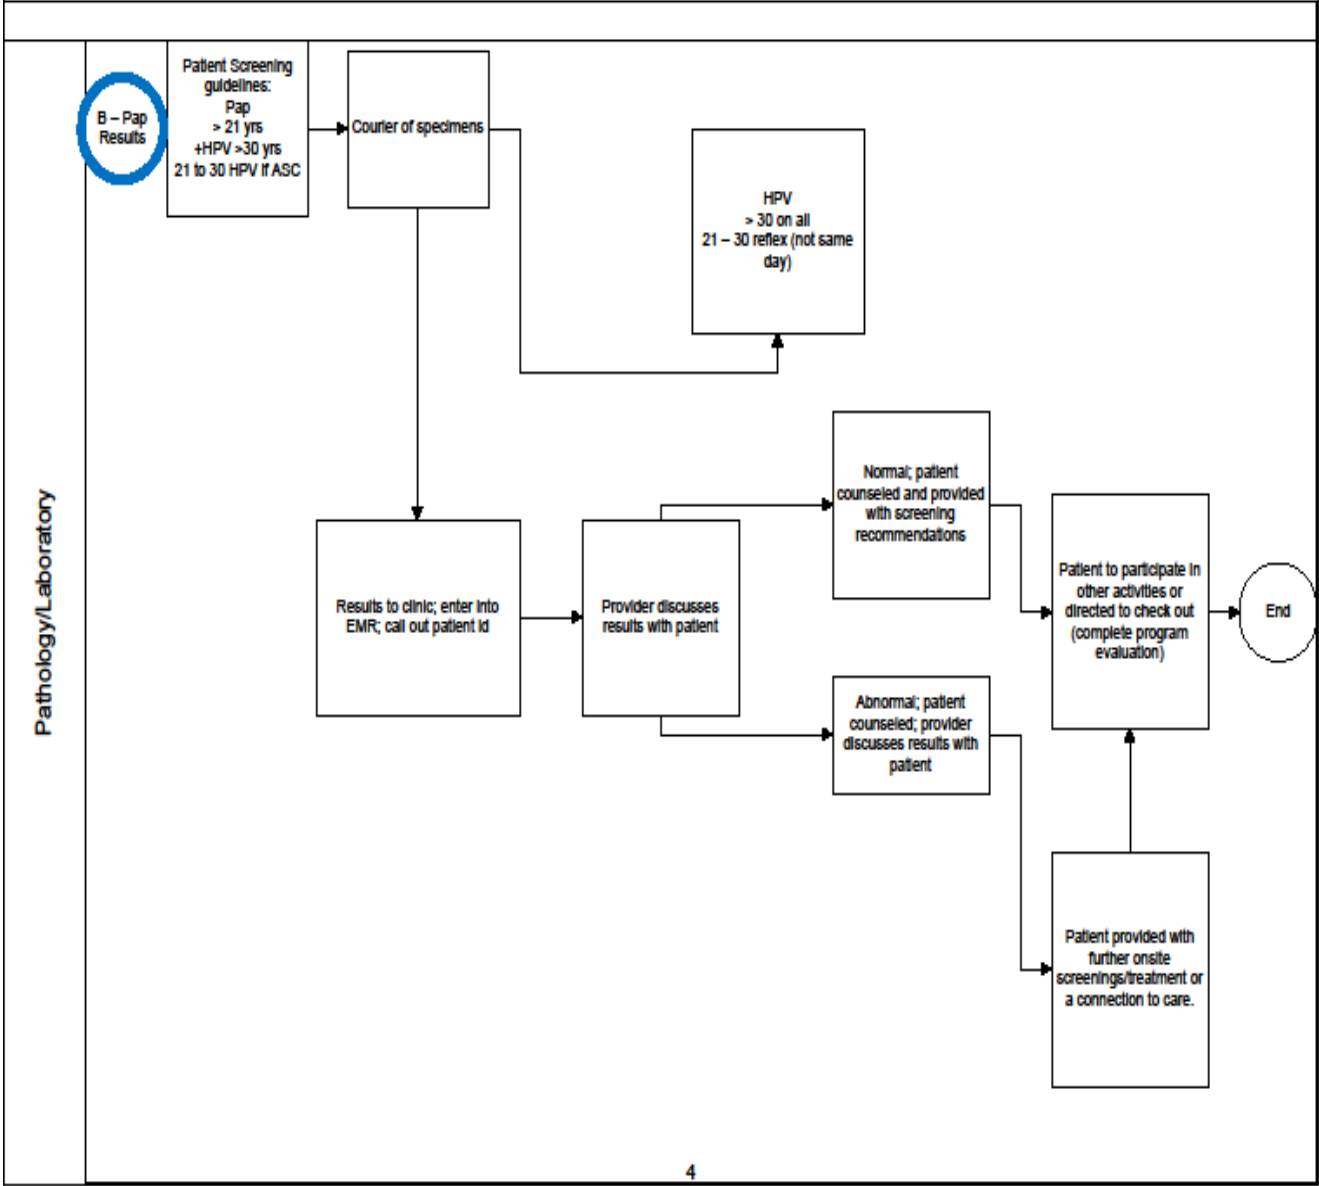 B – Pap
Results
Patient Screening
guidelines:
Pap
> 21 yrs
+HPV >30 yrs
21 to 30 HPV if ASC
Courier of specimens
HPV
> 30 on all
21 – 30 reflex (not same
day)
Pathology/Laboratory
Results to clinic; enter into
EMR; call out patient id
Provider discusses
results with patient
Normal; patient
counseled and provided
with screening
recommendations
Abnormal; patient
counseled; provider
discusses results with
patient
Patient to participate in
other activities or
directed to check out
(complete program
evaluation)
End
Patient provided with
further onsite
screenings/treatment or
a connection to care.
4